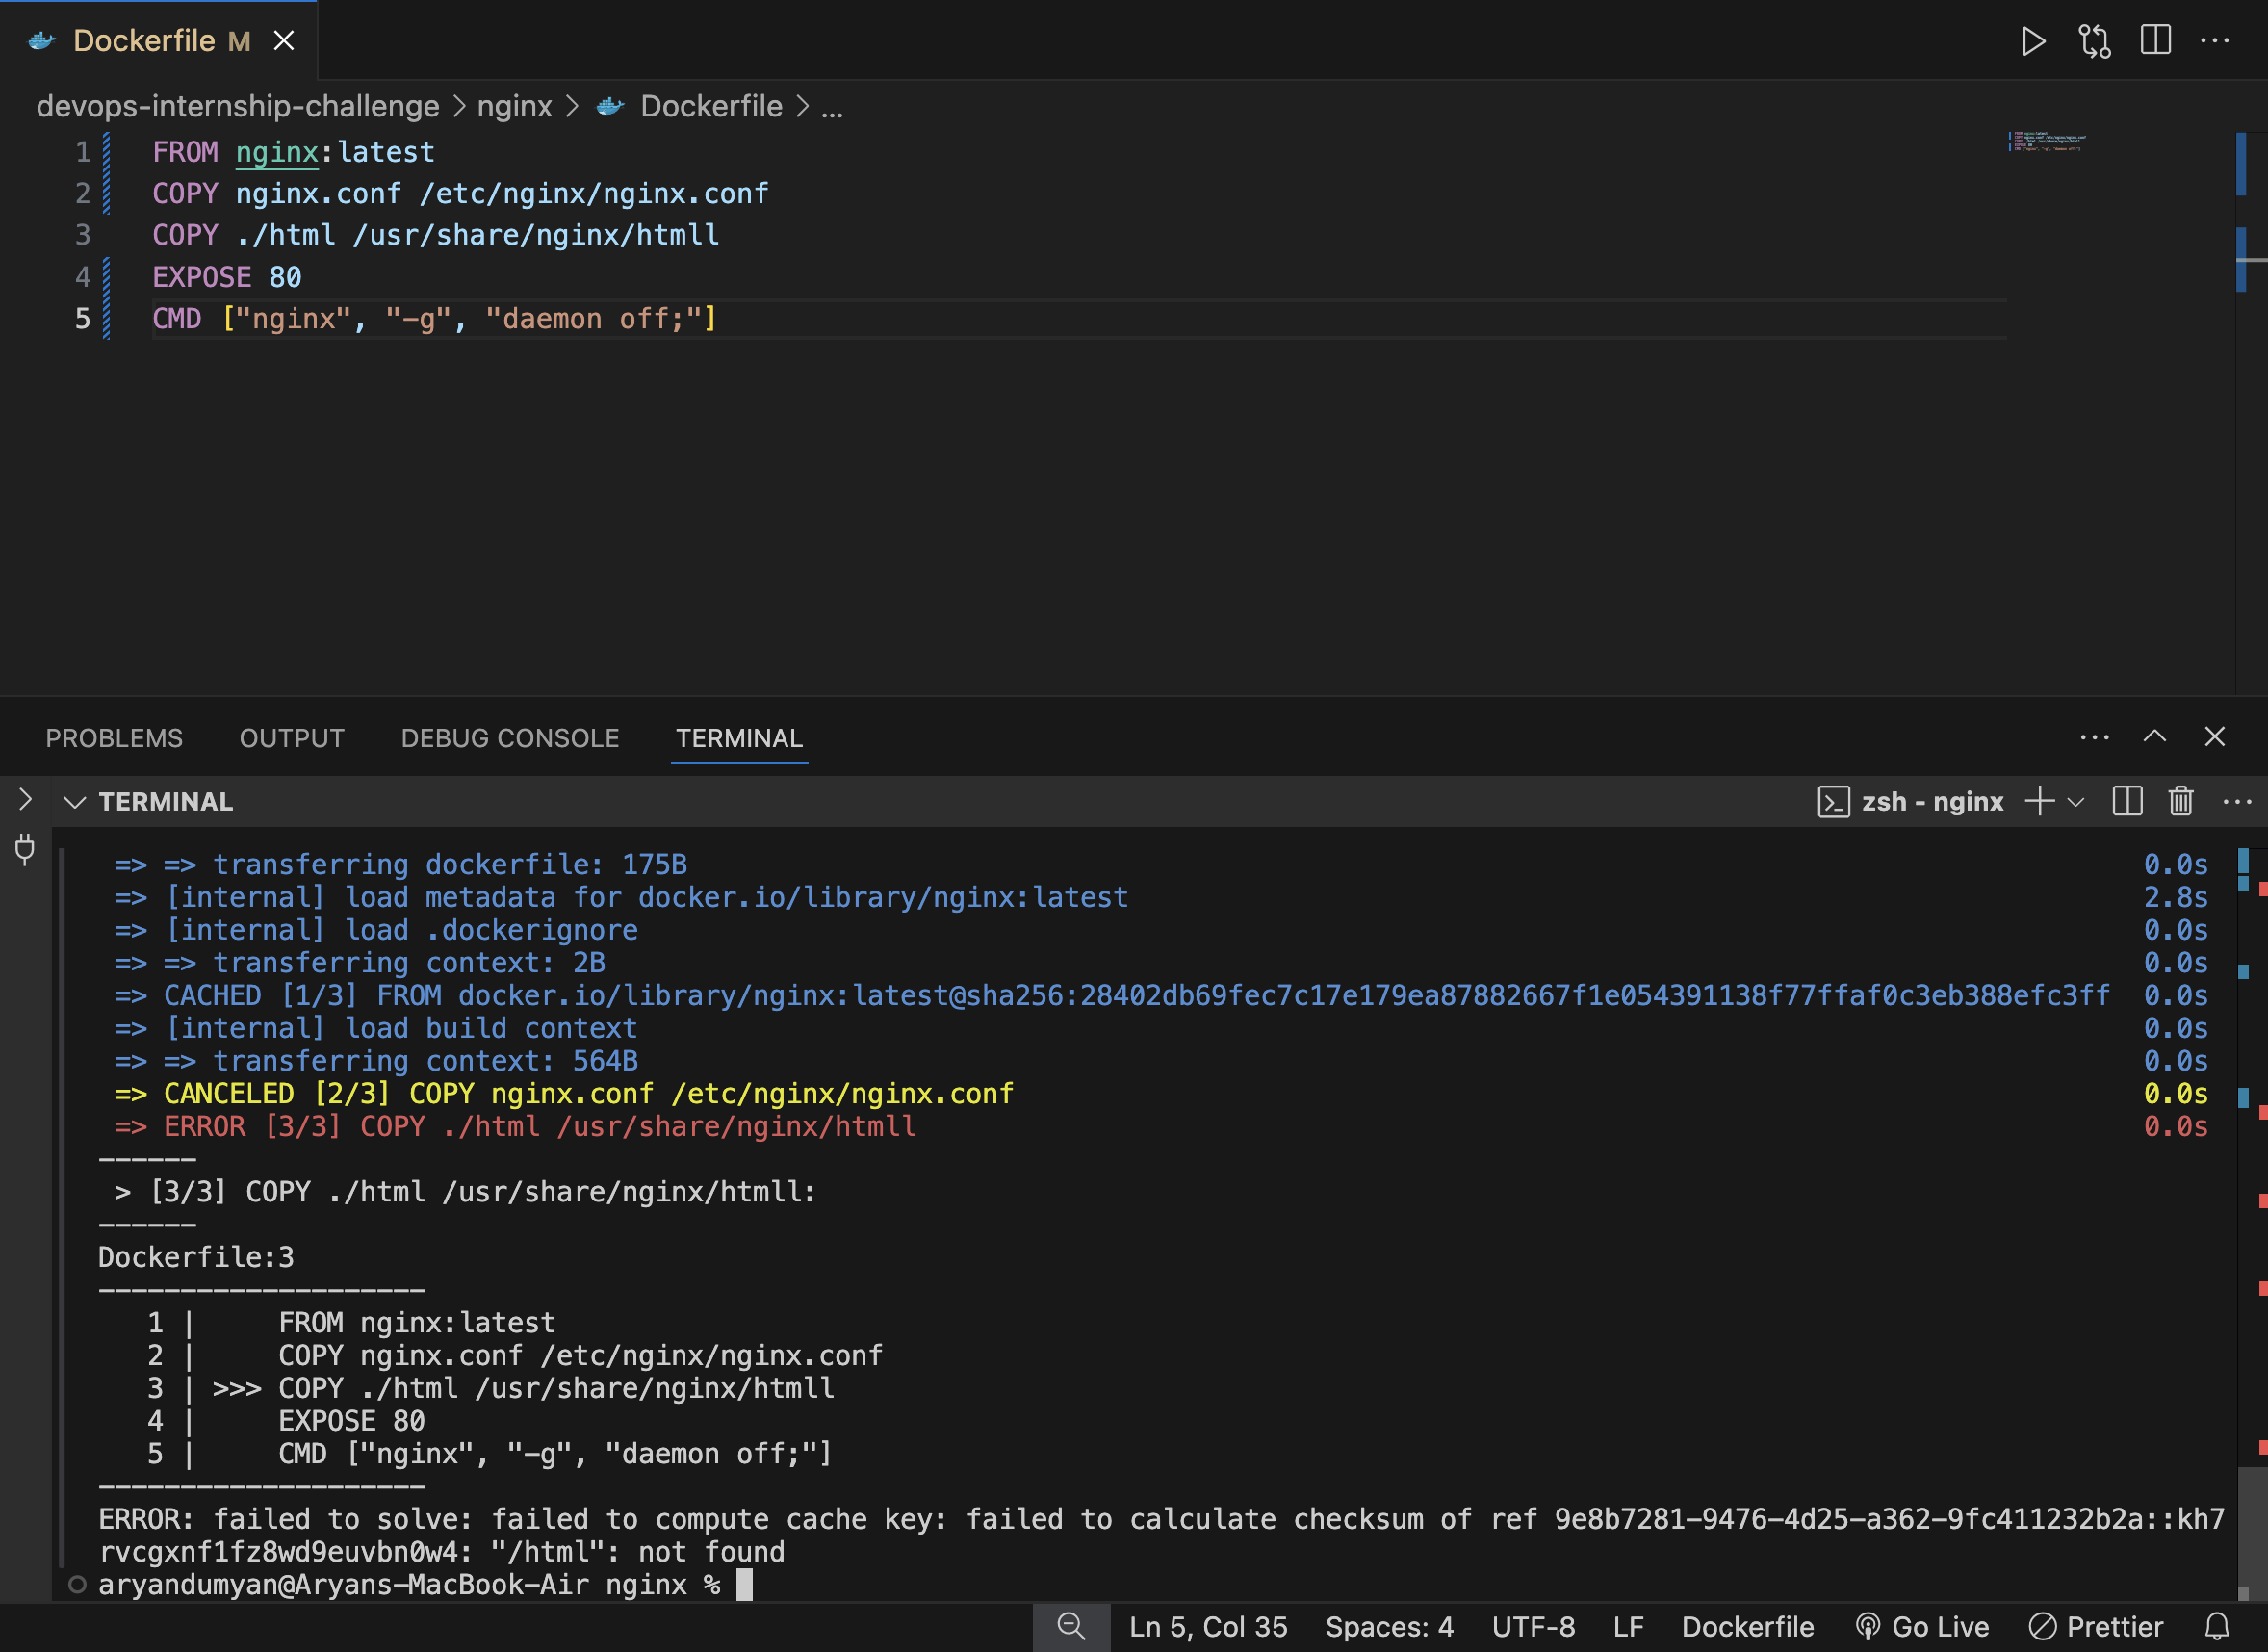 Dockerfile M
devops-internship-challenge > nginx > Dockerfile > ...
1 FROM nginx:latest
2 COPY nginx.conf /etc/nginx/nginx.conf
3 COPY ./html /usr/share/nginx/htmll
4 EXPOSE 80
5 CMD ["nginx", "-g", "daemon off;"]
PROBLEMS OUTPUT DEBUG CONSOLE TERMINAL
TERMINAL zsh - nginx
=> => transferring dockerfile: 175B 0.0s
=> [internal] load metadata for docker.io/library/nginx:latest 2.8s
=> [internal] load .dockerignore 0.0s
=> => transferring context: 2B 0.0s
=> CACHED [1/3] FROM docker.io/library/nginx:latest@sha256:28402db69fec7c17e179ea87882667f1e054391138f77ffaf0c3eb388efc3ff 0.0s
=> [internal] load build context 0.0s
=> => transferring context: 564B 0.0s
=> CANCELED [2/3] COPY nginx.conf /etc/nginx/nginx.conf 0.0s
=> ERROR [3/3] COPY ./html /usr/share/nginx/htmll 0.0s
------
> [3/3] COPY ./html /usr/share/nginx/htmll:
------
Dockerfile:3
--------------------
1 | FROM nginx:latest
2 | COPY nginx.conf /etc/nginx/nginx.conf
3 | >>> COPY ./html /usr/share/nginx/htmll
4 | EXPOSE 80
5 | CMD ["nginx", "-g", "daemon off;"]
--------------------
ERROR: failed to solve: failed to compute cache key: failed to calculate checksum of ref 9e8b7281-9476-4d25-a362-9fc411232b2a::kh7
rvcgxnf1fz8wd9euvbn0w4: "/html": not found
aryandumyan@Aryans-MacBook-Air nginx %
Ln 5, Col 35 Spaces: 4 UTF-8 LF Dockerfile Go Live Prettier